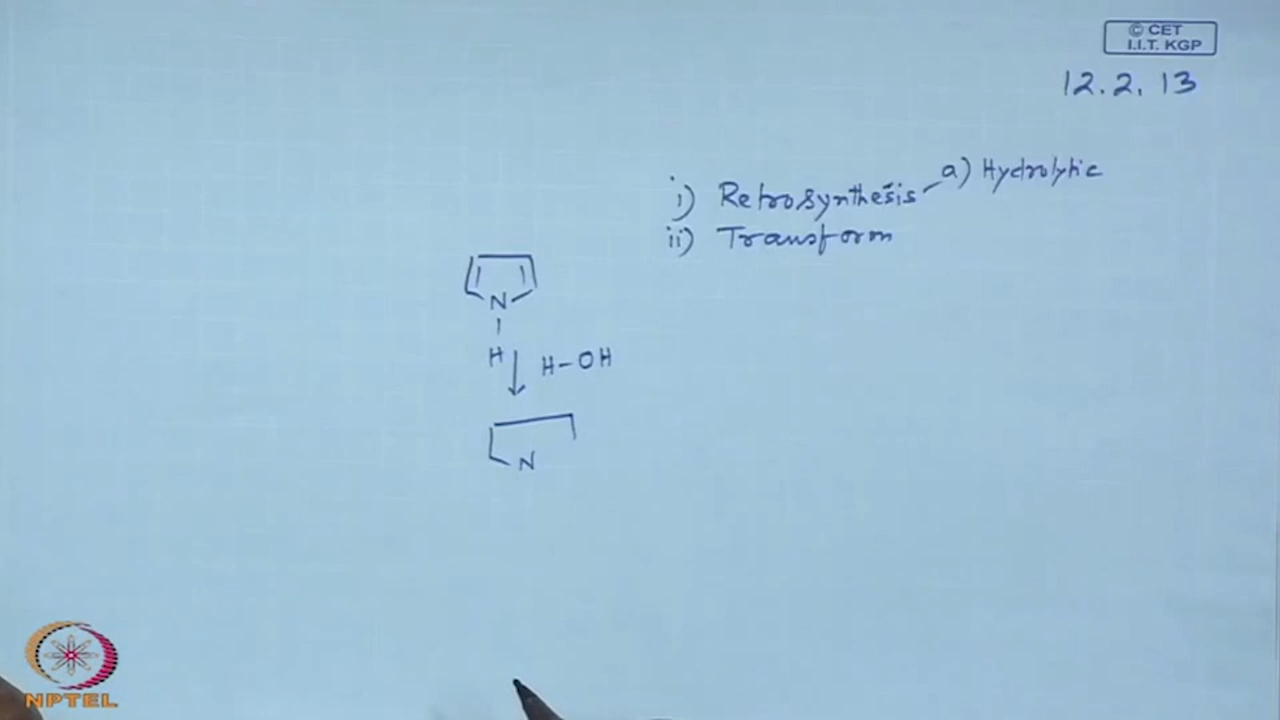 © CET
I.I.T. KGP
12.2.13
a) Hydrolytic
i) Retrosynthesis
ii) Transform
N
H
H-OH
N
NPTEL